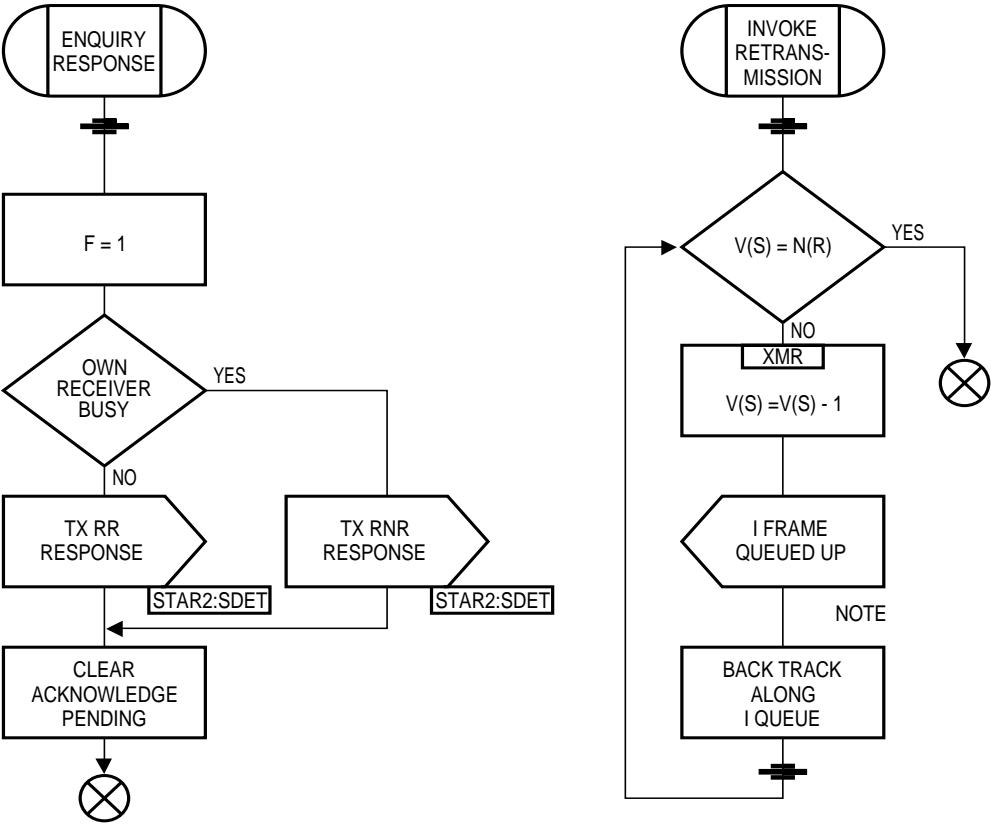 ENQUIRY
RESPONSE
F = 1
OWN
RECEIVER
BUSY
YES
NO
TX RR
RESPONSE
STAR2:SDET
TX RNR
RESPONSE
STAR2:SDET
CLEAR
ACKNOWLEDGE
PENDING
INVOKE
RETRANS-
MISSION
V(S) = N(R)
YES
NO
XMR
V(S) =V(S) - 1
I FRAME
QUEUED UP
NOTE
BACK TRACK
ALONG
I QUEUE